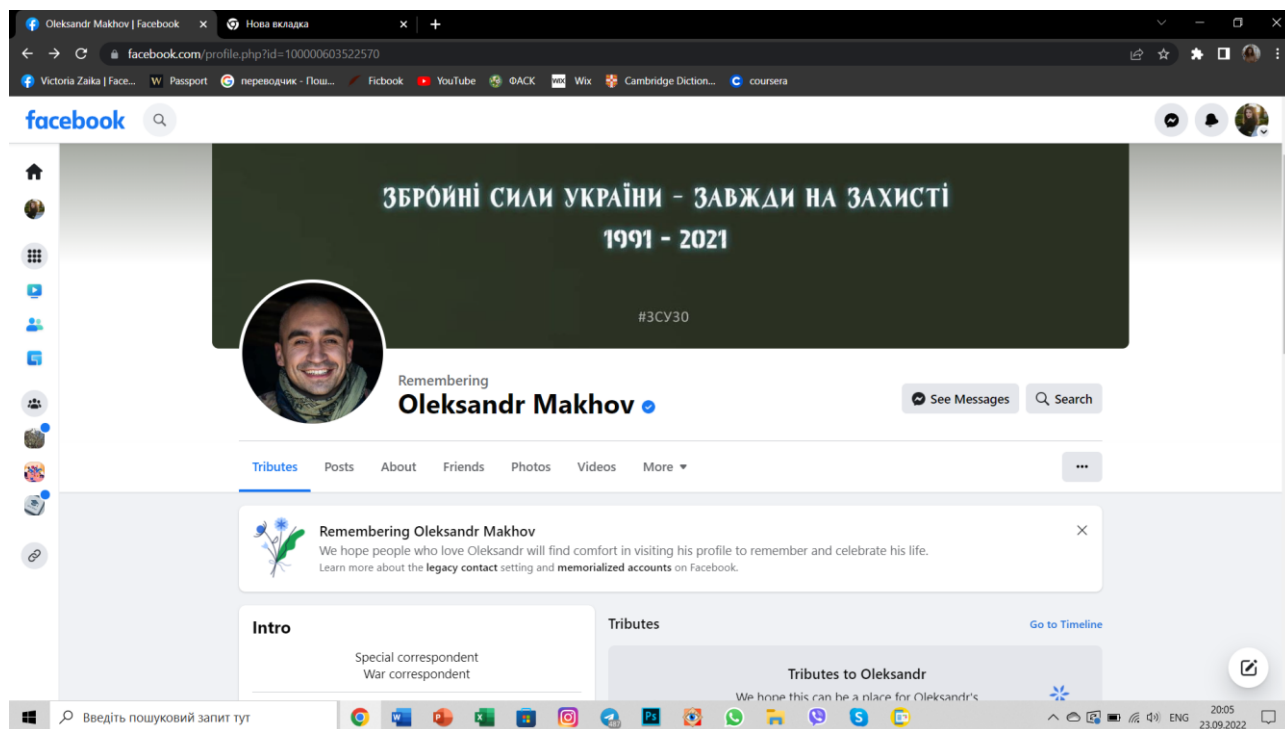 Oleksandr Makhov | Facebook
Нова вкладка
facebook.com/profile.php?id=100000603522570
Victoria Zaika | Face... W Passport переводчик - Пош... Ficbook YouTube ФАСК WIX Wix Cambridge Diction... C coursera
facebook
ЗБРОЙНІ СИЛИ УКРАЇНИ - ЗАВЖДИ НА ЗАХИСТІ
1991 - 2021
#ЗСУ30
Remembering
Oleksandr Makhov
See Messages Search
Tributes Posts About Friends Photos Videos More
Remembering Oleksandr Makhov
We hope people who love Oleksandr will find comfort in visiting his profile to remember and celebrate his life.
Learn more about the legacy contact setting and memorialized accounts on Facebook.
Intro
Special correspondent
War correspondent
Tributes
Go to Timeline
Tributes to Oleksandr
We hope this can be a place for Oleksandr's
Введіть пошуковий запит тут
ENG
20:05
23.09.2022